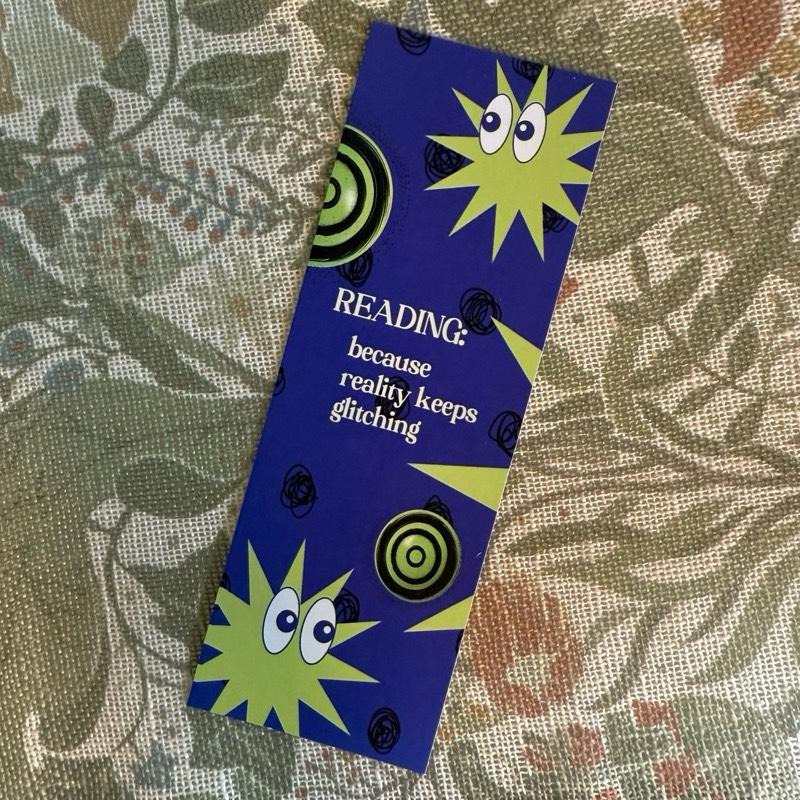 READING:
because
reality keeps
glitching